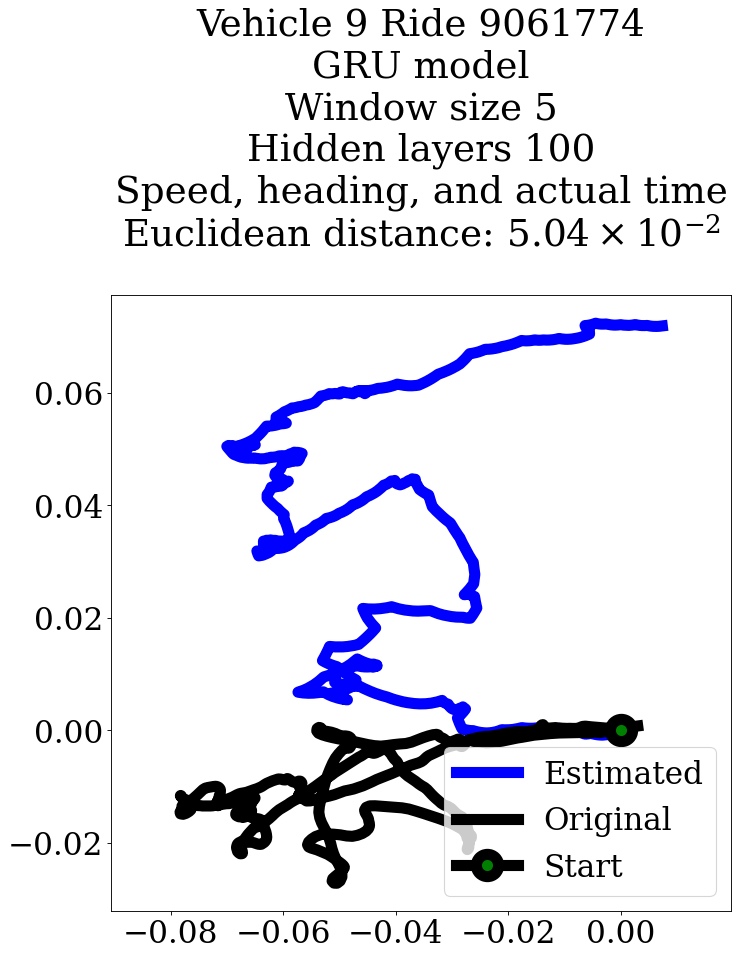 Vehicle 9 Ride 9061774
GRU model
Window size 5
Hidden layers 100
Speed, heading, and actual time
Euclidean distance: 5.04 × 10⁻²
0.06
0.04
0.02
0.00
−0.02
Estimated
Original
Start
−0.08 −0.06 −0.04 −0.02 0.00